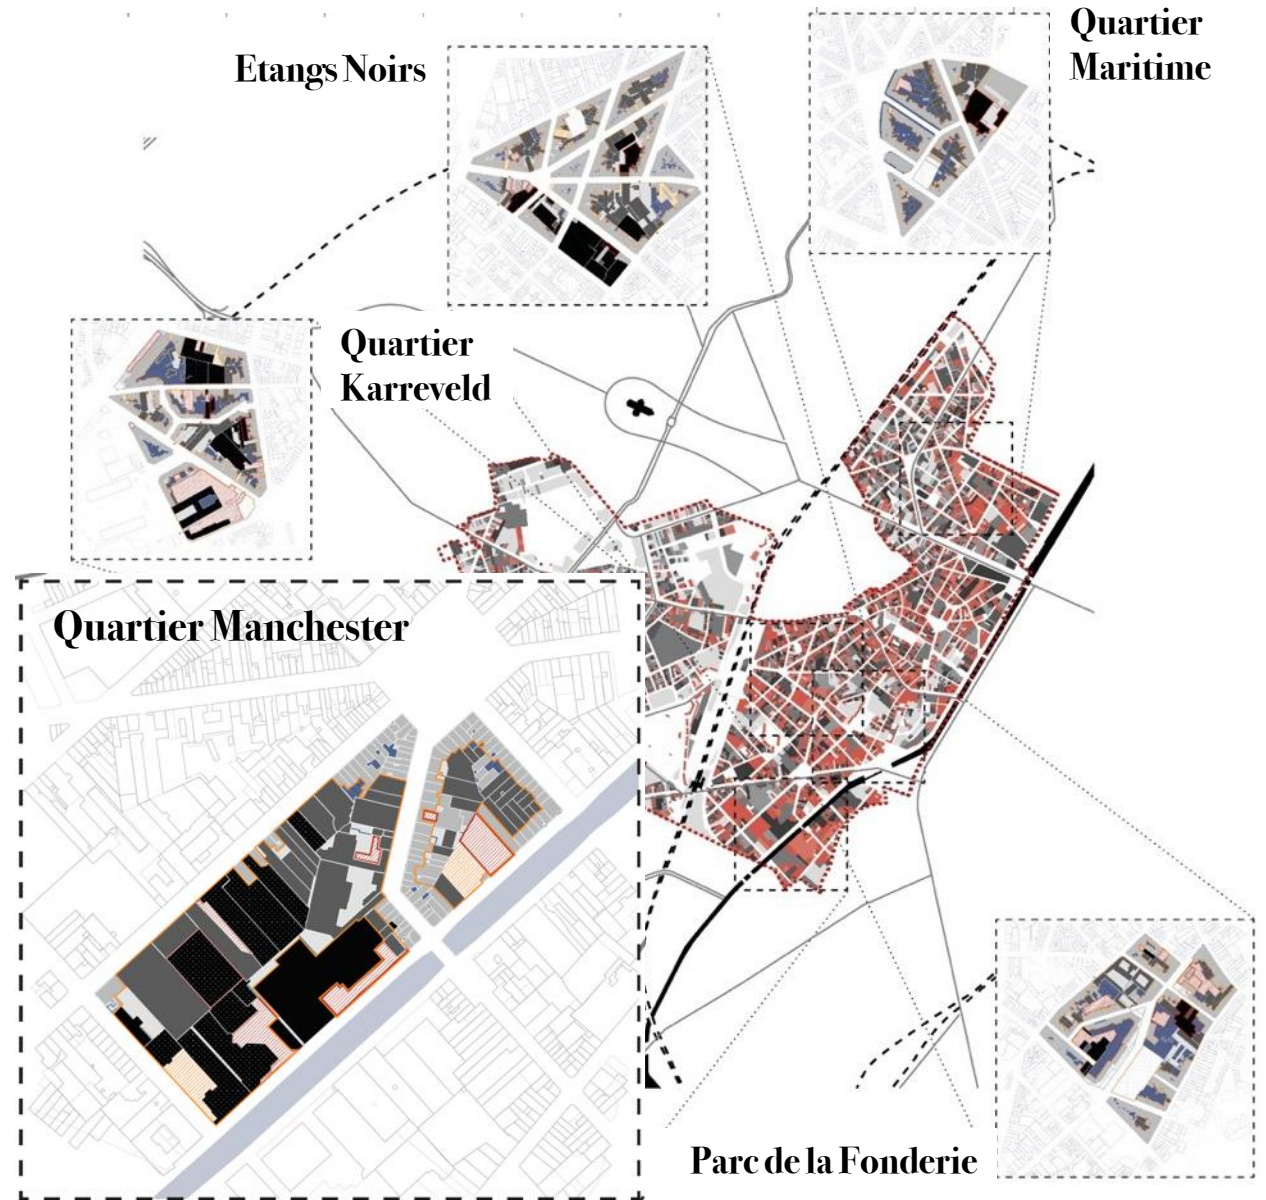 Etangs Noirs
Quartier
Maritime
Quartier
Karreveld
Quartier Manchester
Parc de la Fonderie